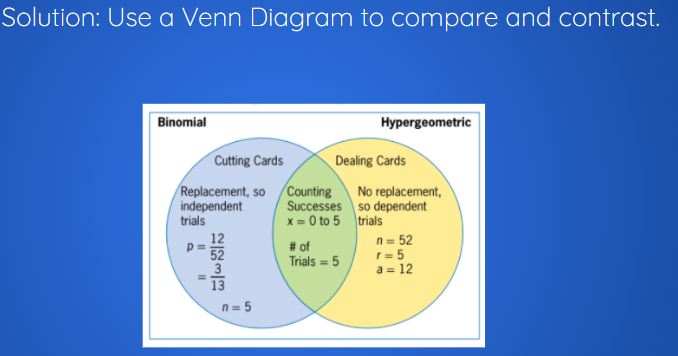 Solution: Use a Venn Diagram to compare and contrast.
Binomial
Hypergeometric
Cutting Cards
Replacement, so
independent
trials
p = 12/52
= 3/13
n = 5
Counting
Successes
x = 0 to 5
# of
Trials = 5
Dealing Cards
No replacement,
so dependent
trials
n = 52
r = 5
a = 12